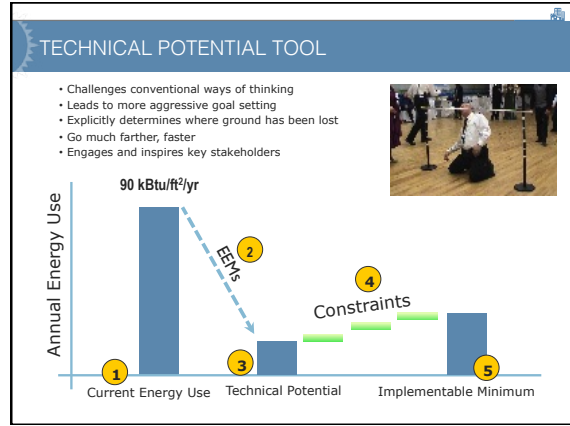 TECHNICAL POTENTIAL TOOL
• Challenges conventional ways of thinking
• Leads to more aggressive goal setting
• Explicitly determines where ground has been lost
• Go much farther, faster
• Engages and inspires key stakeholders
90 kBtu/ft²/yr
Annual Energy Use
EEMs
2
4
Constraints
1
3
5
Current Energy Use
Technical Potential
Implementable Minimum